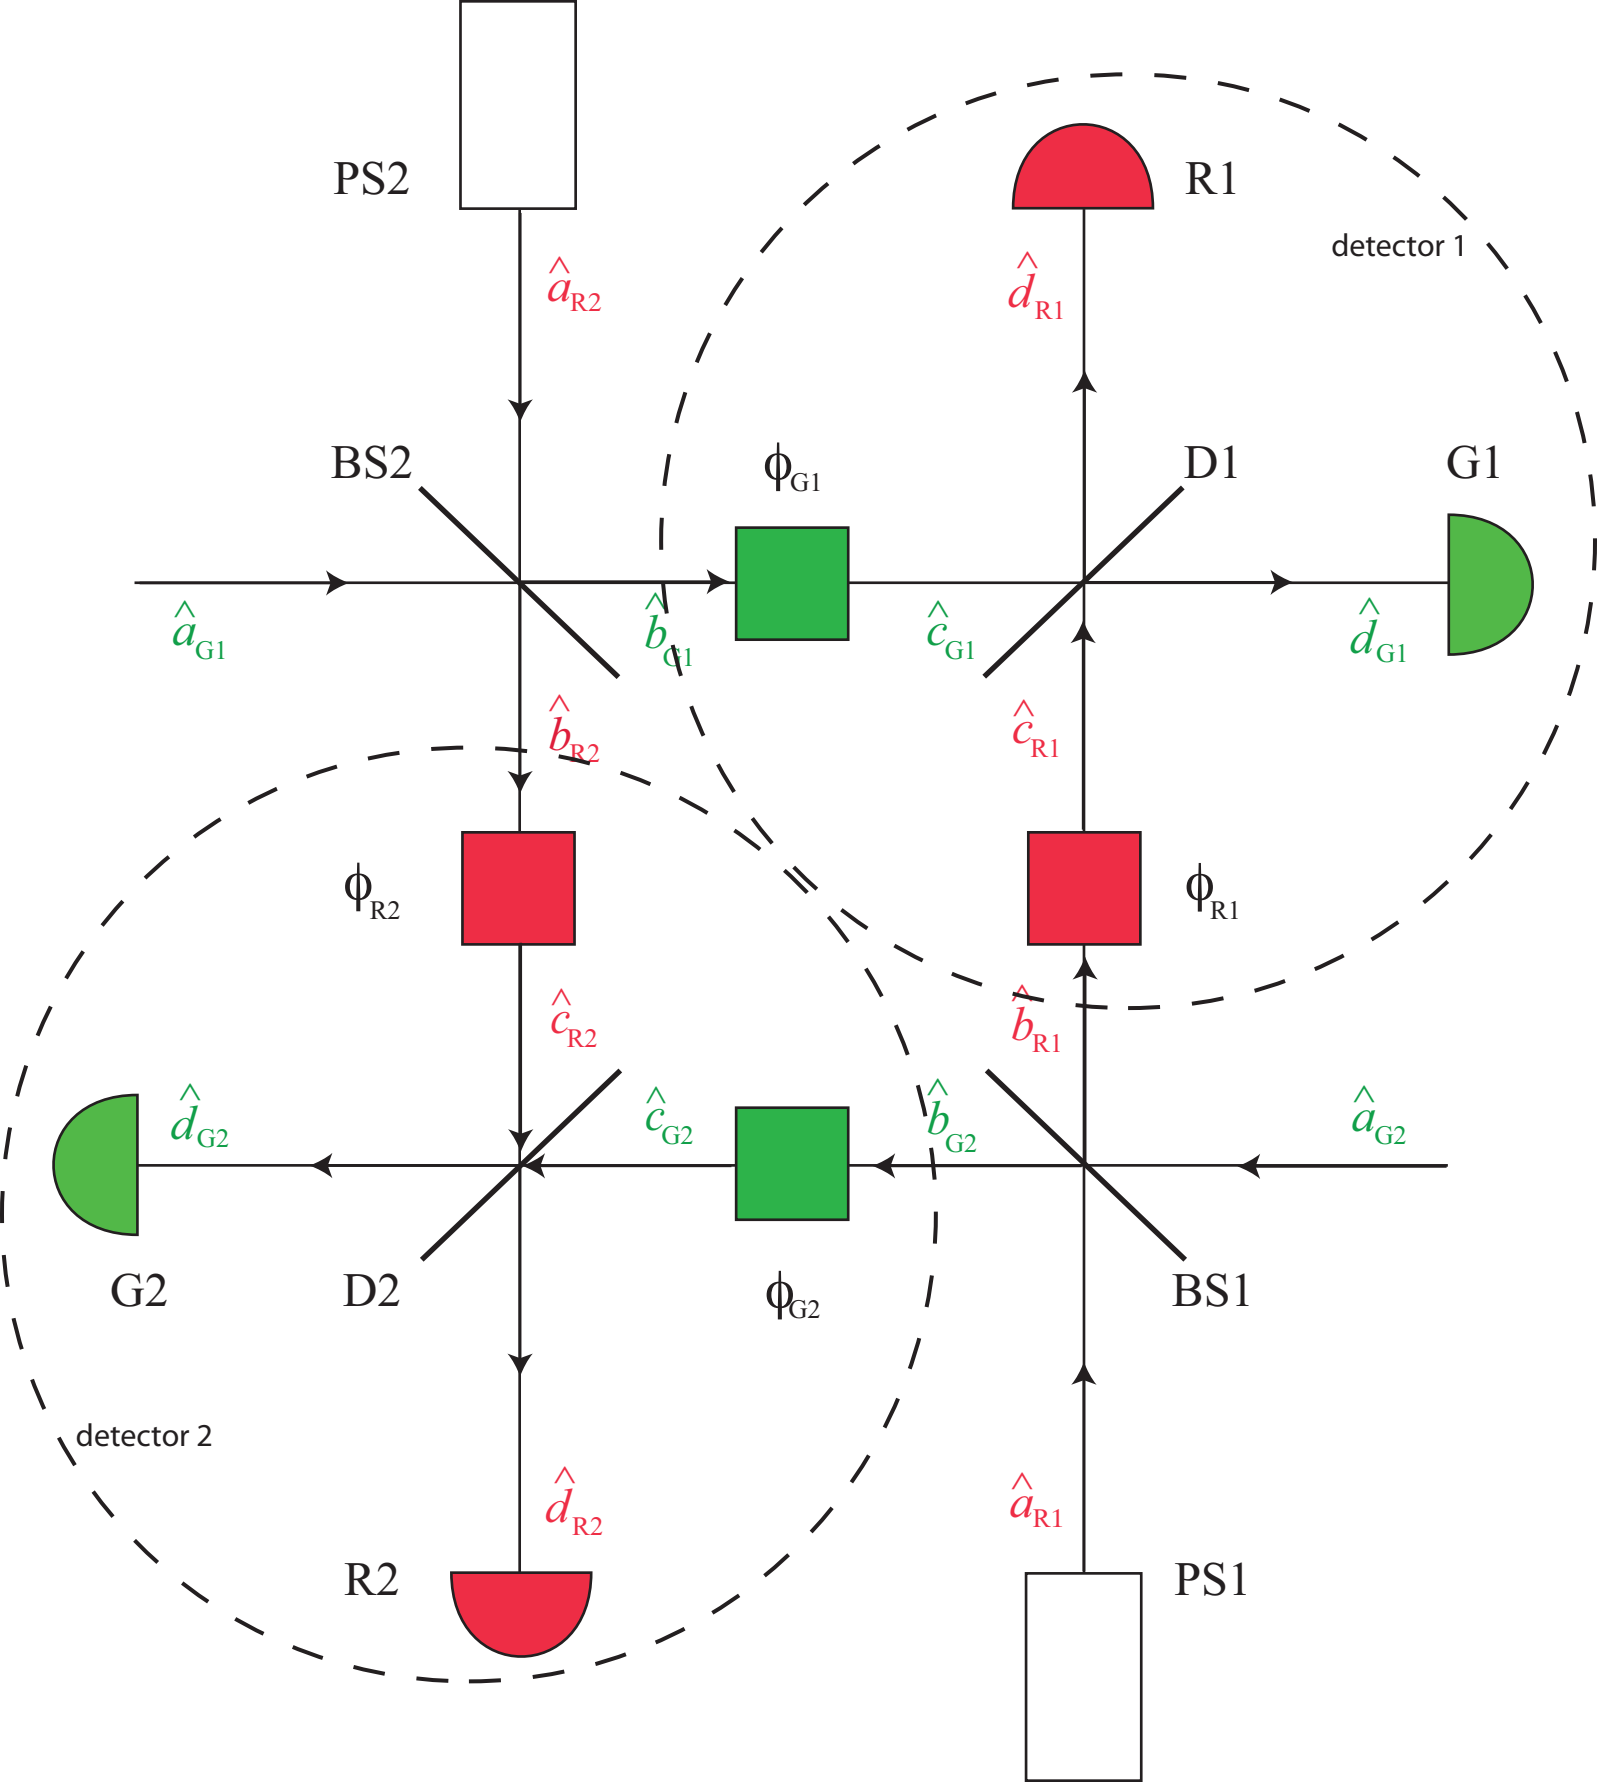 PS2
R1
detector 1
â_R2
d̂_R1
BS2
ϕ_G1
D1
G1
â_G1
b̂_G1
ĉ_G1
d̂_G1
b̂_R2
ĉ_R1
ϕ_R2
ϕ_R1
ĉ_R2
b̂_R1
d̂_G2
ĉ_G2
b̂_G2
â_G2
G2
D2
ϕ_G2
BS1
detector 2
d̂_R2
â_R1
R2
PS1